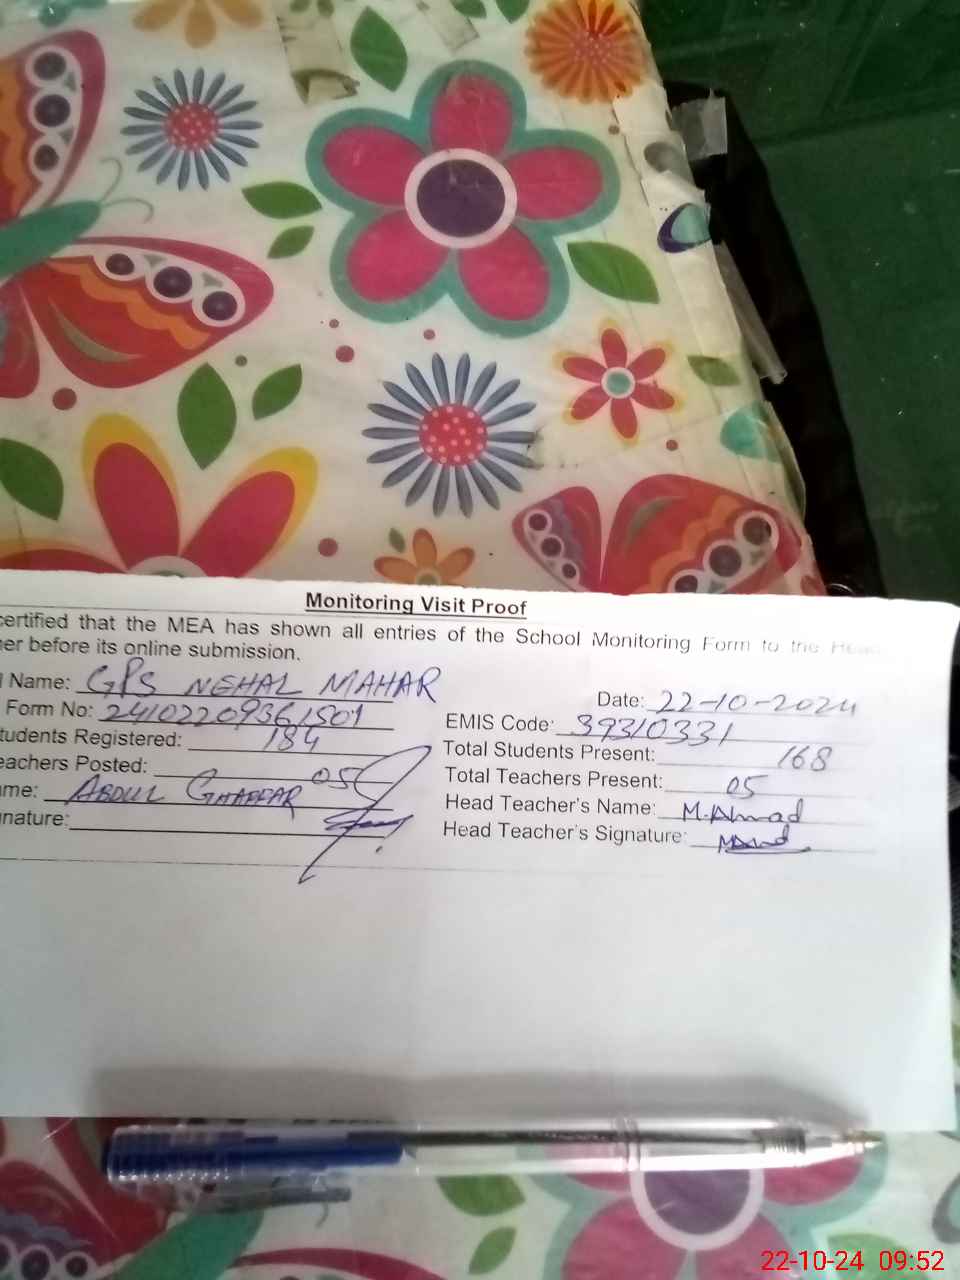 Monitoring Visit Proof
certified that the MEA has shown all entries of the School Monitoring Form to the Head
her before its online submission.
l Name: GPS NEHAL MAHAR
Date: 22-10-2024
Form No: 24102209361501
EMIS Code: 39310331
tudents Registered: 184
Total Students Present: 168
eachers Posted: 05
Total Teachers Present: 05
ame: ABDUL GHAFFAR
Head Teacher's Name: M.Ahmad
nature:
Head Teacher's Signature:
22-10-24 09:52